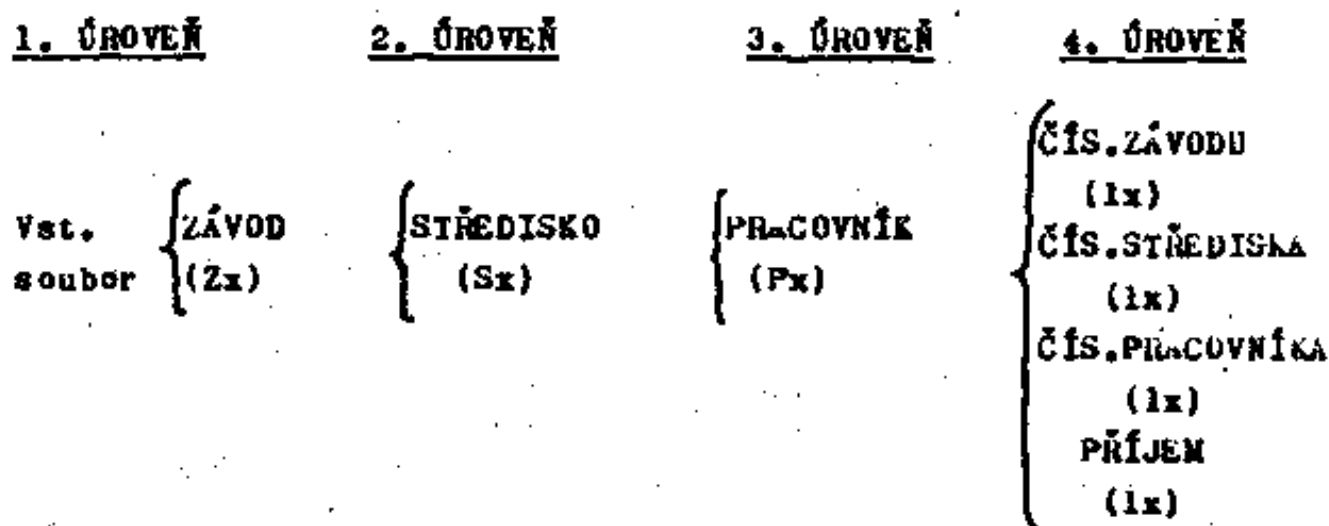 1. ÚROVEŇ 2. ÚROVEŇ 3. ÚROVEŇ 4. ÚROVEŇ
ČÍS.ZÁVODU
(1x)
Vst. ZÁVOD STŘEDISKO PRACOVNÍK ČÍS.STŘEDISKA
soubor (Zx) (Sx) (Px) (1x)
ČÍS.PRACOVNÍKA
(1x)
PŘÍJEM
(1x)